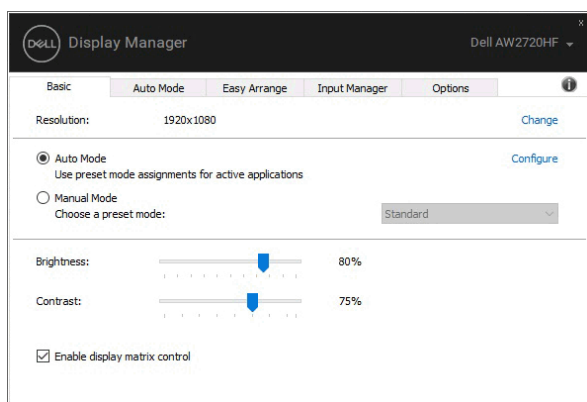 x
DELL Display Manager Dell AW2720HF
Basic Auto Mode Easy Arrange Input Manager Options i
Resolution: 1920x1080 Change
Auto Mode Configure
Use preset mode assignments for active applications
Manual Mode
Choose a preset mode: Standard
Brightness: 80%
Contrast: 75%
Enable display matrix control